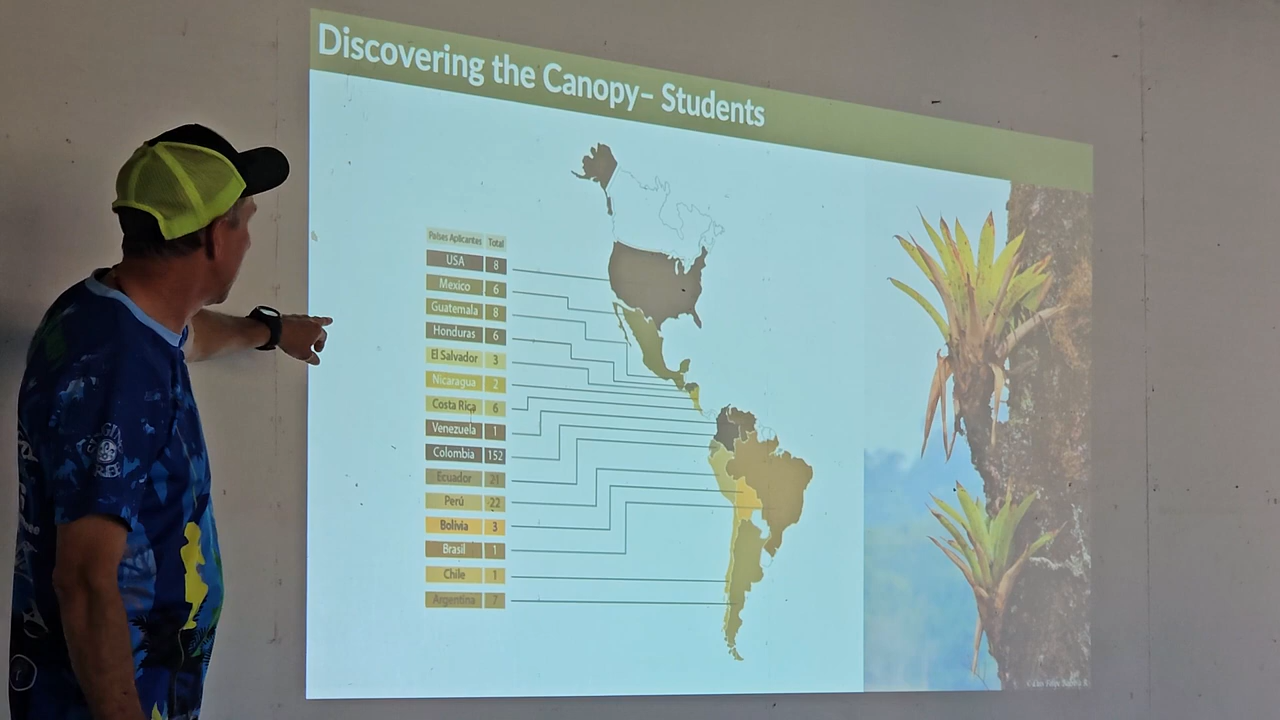 Discovering the Canopy– Students
Países Aplicantes Total
USA 8
Mexico 6
Guatemala 8
Honduras 6
El Salvador 3
Nicaragua 2
Costa Rica 6
Venezuela 1
Colombia 152
Ecuador 21
Perú 22
Bolivia 3
Brasil 1
Chile 1
Argentina 7